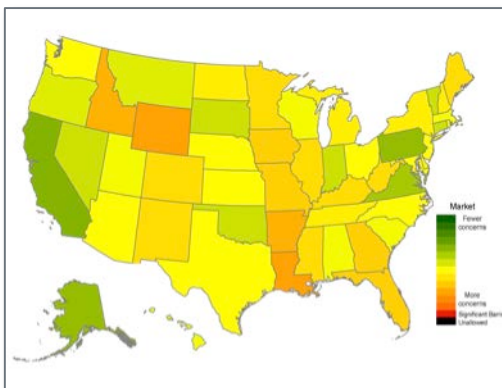 Market
Fewer
concerns
More
concerns
Significant Barri
Unallowed